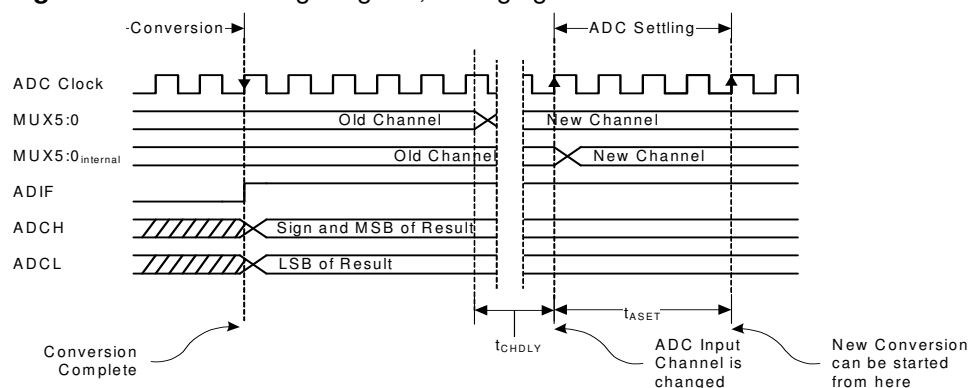 -Conversion
ADC Settling
ADC Clock
MUX5:0
Old Channel
New Channel
MUX5:0internal
Old Channel
New Channel
ADIF
ADCH
Sign and MSB of Result
ADCL
LSB of Result
tCHDLY
tASET
Conversion
Complete
ADC Input
Channel is
changed
New Conversion
can be started
from here